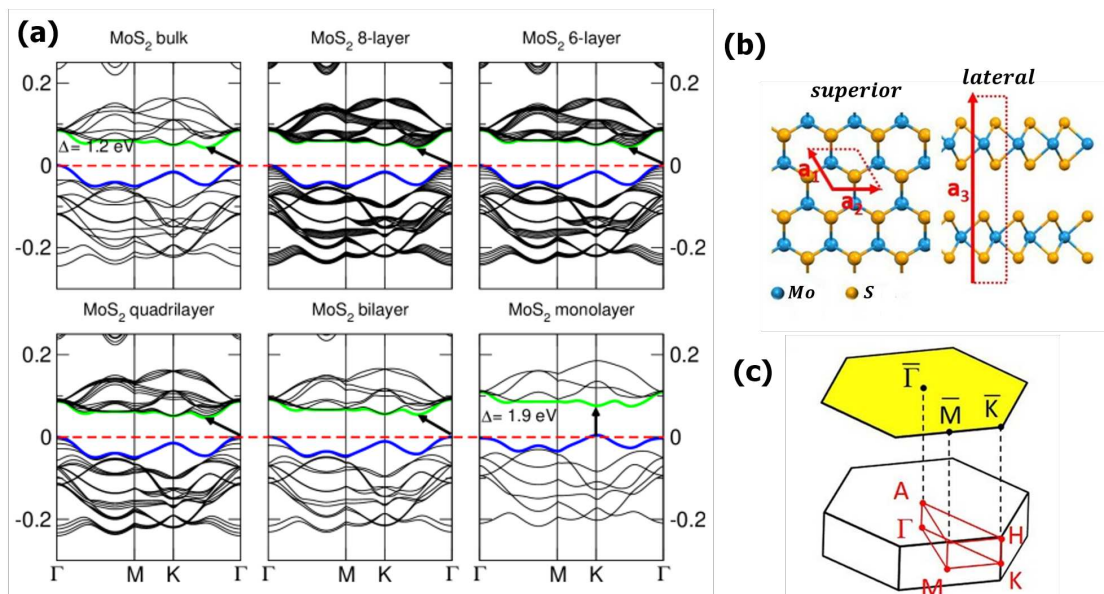 (a)
MoS₂ bulk
MoS₂ 8-layer
MoS₂ 6-layer
0.2
0
-0.2
Δ= 1.2 eV
0.2
0
-0.2
MoS₂ quadrilayer
MoS₂ bilayer
MoS₂ monolayer
0.2
0
-0.2
Δ= 1.9 eV
0.2
0
-0.2
Γ M K Γ
Γ M K Γ
Γ M K Γ
(b)
superior
lateral
a₁
a₂
a₃
Mo
S
(c)
Γ̅
M̅
K̅
A
Γ
H
M
K